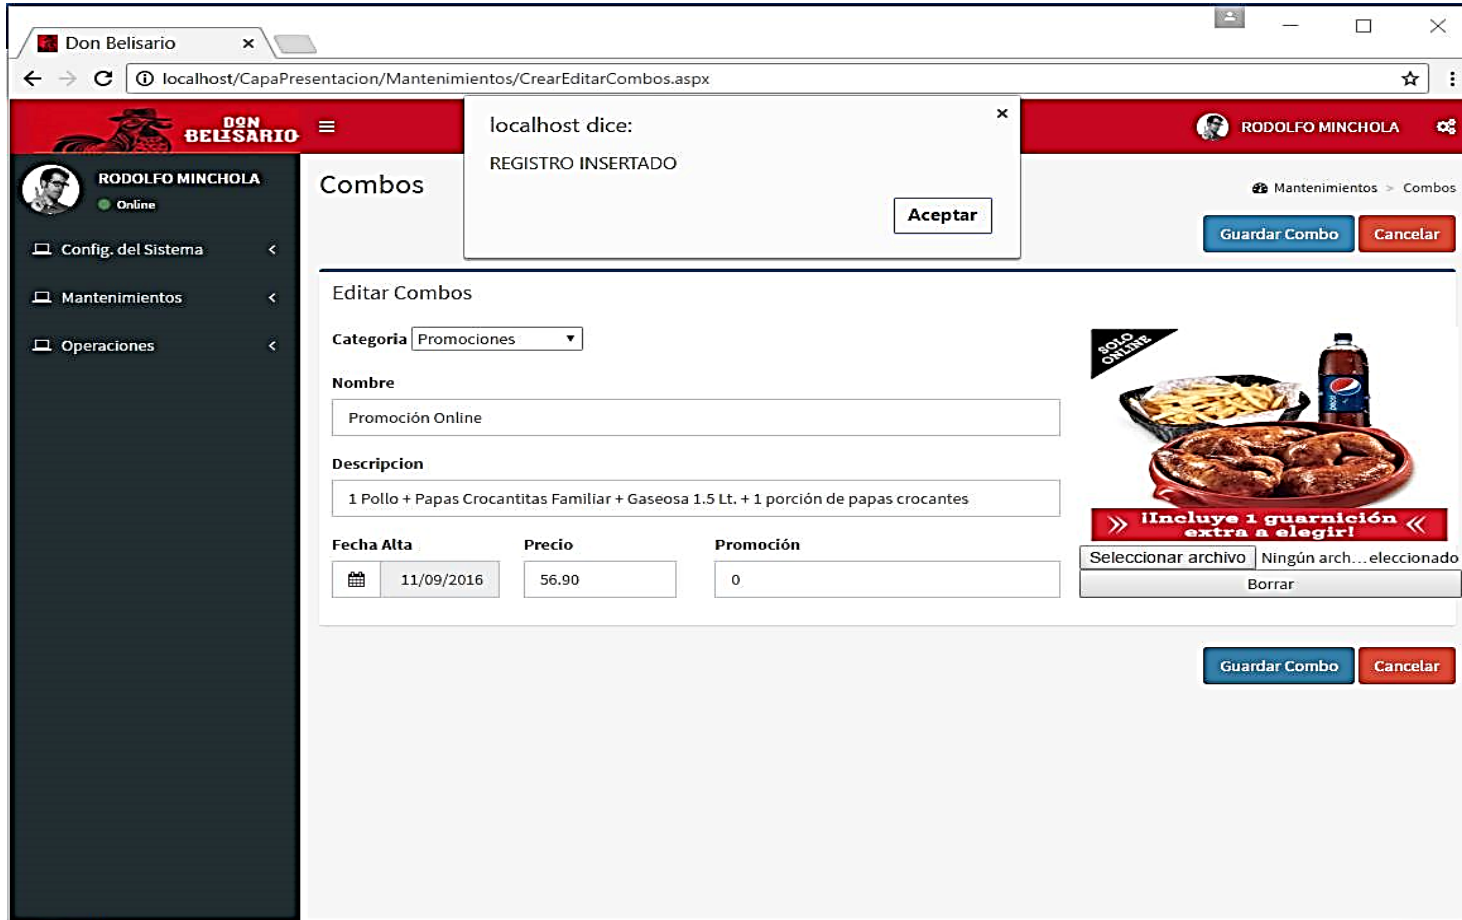 Don Belisario
localhost/CapaPresentacion/Mantenimientos/CrearEditarCombos.aspx
DON
BELISARIO
localhost dice:
REGISTRO INSERTADO
Aceptar
RODOLFO MINCHOLA
RODOLFO MINCHOLA
Online
Config. del Sistema
Mantenimientos
Operaciones
Combos
Mantenimientos > Combos
Guardar Combo Cancelar
Editar Combos
Categoria Promociones
Nombre
Promoción Online
Descripcion
1 Pollo + Papas Crocantitas Familiar + Gaseosa 1.5 Lt. + 1 porción de papas crocantes
Fecha Alta Precio Promoción
11/09/2016 56.90 0
SOLO
ONLINE
pepsi
¡Incluye 1 guarnición
extra a elegir!
Seleccionar archivo Ningún arch...eleccionado
Borrar
Guardar Combo Cancelar